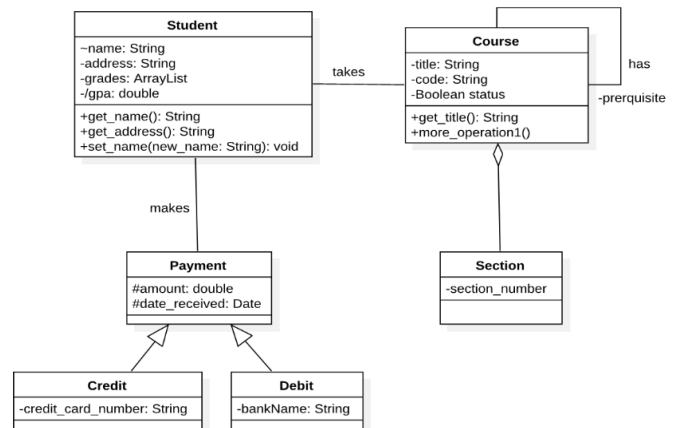 Student
~name: String
-address: String
-grades: ArrayList
-/gpa: double
+get_name(): String
+get_address(): String
+set_name(new_name: String): void
takes
Course
-title: String
-code: String
-Boolean status
+get_title(): String
+more_operation1()
has
-prerquisite
makes
Payment
#amount: double
#date_received: Date
Section
-section_number
Credit
-credit_card_number: String
Debit
-bankName: String